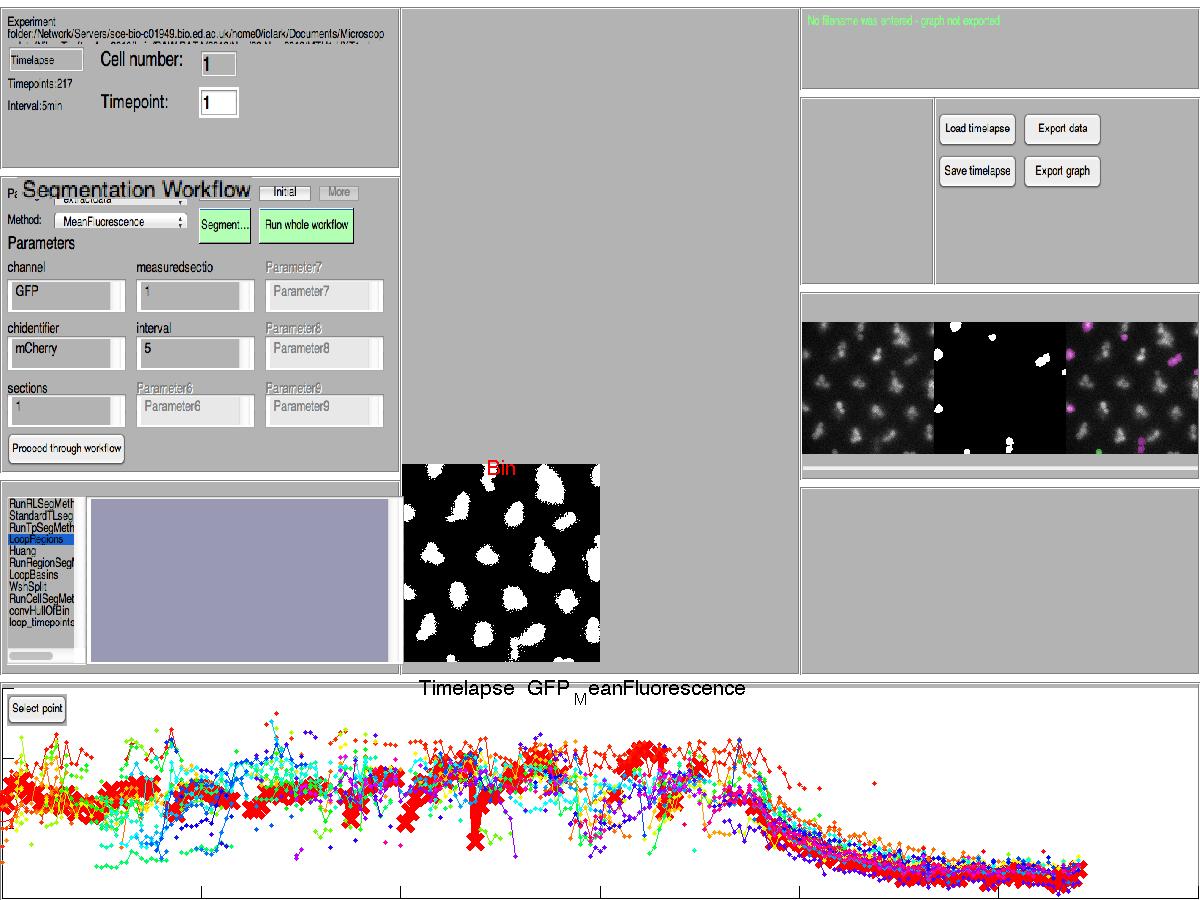 Experiment
folder:/Network/Servers/sce-bio-c01949.bio.ed.ac.uk/home0/iclark/Documents/Microscop
Timelapse
Cell number:
1
Timepoints:217
Interval:5min
Timepoint:
1
No filename was entered - graph not exported
Load timelapse
Export data
Save timelapse
Export graph
Segmentation Workflow
Initial
More
extractdata
Method:
MeanFluorescence
Segment...
Run whole workflow
Parameters
channel
measuredsectio
Parameter7
GFP
1
Parameter7
chidentifier
interval
Parameter8
mCherry
5
Parameter8
sections
Parameter6
Parameter9
1
Parameter6
Parameter9
Proceed through workflow
Bin
RunRLSegMeth
StandardTLseg
RunTpSegMeth
LoopRegions
Huang
RunRegionSegM
LoopBasins
WshSplit
RunCellSegMet
convHullOfBin
loop_timepoints
Timelapse GFP MeanFluorescence
Select point